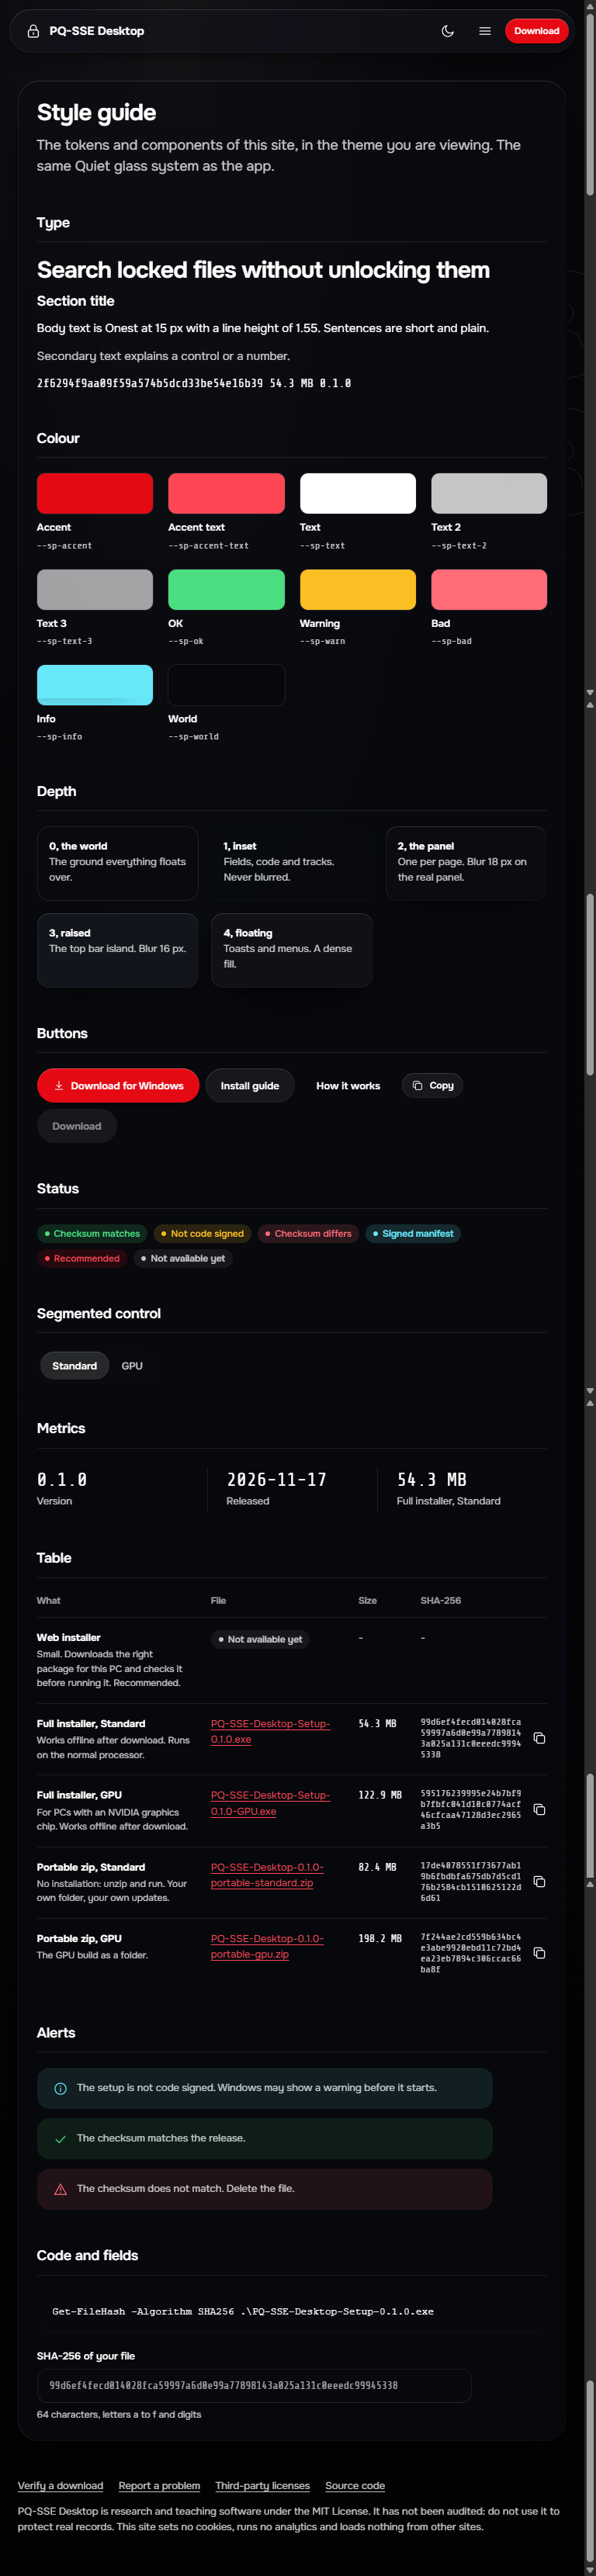 PQ-SSE Desktop
Download
Style guide
The tokens and components of this site, in the theme you are viewing. The
same Quiet glass system as the app.
Type
Search locked files without unlocking them
Section title
Body text is Onest at 15 px with a line height of 1.55. Sentences are short and plain.
Secondary text explains a control or a number.
2f6294f9aa09f59a574b5dcd33be54e16b39 54.3 MB 0.1.0
Colour
Accent
--sp-accent
Accent text
--sp-accent-text
Text
--sp-text
Text 2
--sp-text-2
Text 3
--sp-text-3
OK
--sp-ok
Warning
--sp-warn
Bad
--sp-bad
Info
--sp-info
World
--sp-world
Depth
0, the world
The ground everything floats
over.
1, inset
Fields, code and tracks.
Never blurred.
2, the panel
One per page. Blur 18 px on
the real panel.
3, raised
The top bar island. Blur 16 px.
4, floating
Toasts and menus. A dense
fill.
Buttons
Download for Windows
Install guide
How it works
Copy
Download
Status
Checksum matches
Not code signed
Checksum differs
Signed manifest
Recommended
Not available yet
Segmented control
Standard
GPU
Metrics
0.1.0
Version
2026-11-17
Released
54.3 MB
Full installer, Standard
Table
What File Size SHA-256
Web installer
Small. Downloads the right
package for this PC and checks it
before running it. Recommended.
Not available yet
-
-
Full installer, Standard
Works offline after download. Runs
on the normal processor.
PQ-SSE-Desktop-Setup-
0.1.0.exe
54.3 MB
99d6ef4fecd014028fca
59997a6d0e99a7789814
3a025a131c0eeedc9994
5338
Full installer, GPU
For PCs with an NVIDIA graphics
chip. Works offline after download.
PQ-SSE-Desktop-Setup-
0.1.0-GPU.exe
122.9 MB
595176239995e24b7bf9
b7fbfc041d10c0774acf
46cfcaa47128d3ec2965
a3b5
Portable zip, Standard
No installation: unzip and run. Your
own folder, your own updates.
PQ-SSE-Desktop-0.1.0-
portable-standard.zip
82.4 MB
17de4078551f73677ab1
9b6fbdbfa675db7d5cd1
76b2584cb1510625122d
6d61
Portable zip, GPU
The GPU build as a folder.
PQ-SSE-Desktop-0.1.0-
portable-gpu.zip
198.2 MB
7f244ae2cd559b634bc4
e3abe9920ebd11c72bd4
ea23eb7894c306ccac66
ba8f
Alerts
The setup is not code signed. Windows may show a warning before it starts.
The checksum matches the release.
The checksum does not match. Delete the file.
Code and fields
Get-FileHash -Algorithm SHA256 .\PQ-SSE-Desktop-Setup-0.1.0.exe
SHA-256 of your file
99d6ef4fecd014028fca59997a6d0e99a77898143a025a131c0eeedc99945338
64 characters, letters a to f and digits
Verify a download
Report a problem
Third-party licenses
Source code
PQ-SSE Desktop is research and teaching software under the MIT License. It has not been audited: do not use it to
protect real records. This site sets no cookies, runs no analytics and loads nothing from other sites.